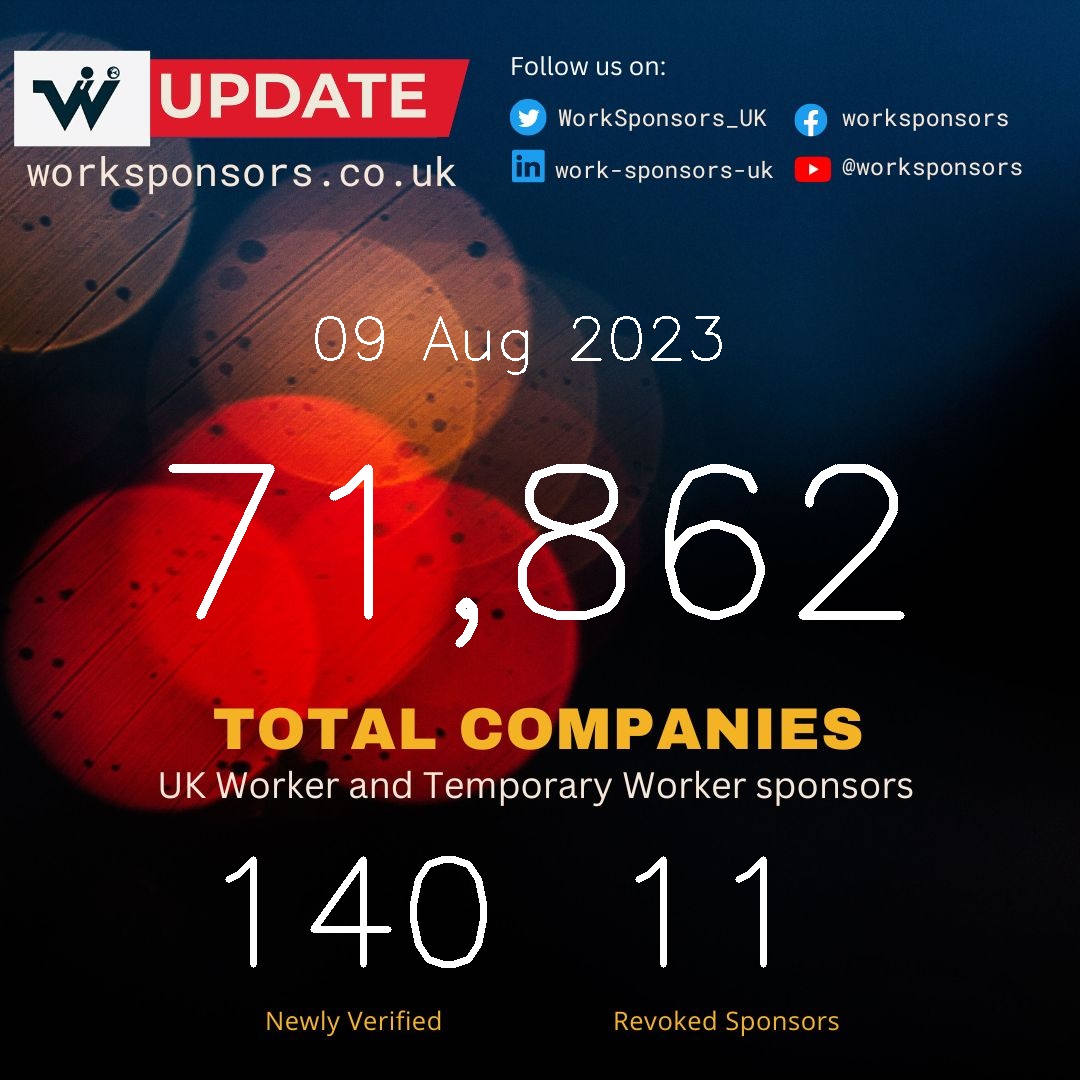 UPDATE
worksponsors.co.uk
Follow us on:
WorkSponsors_UK
worksponsors
work-sponsors-uk
@worksponsors
09 Aug 2023
71,862
TOTAL COMPANIES
UK Worker and Temporary Worker sponsors
140
11
Newly Verified
Revoked Sponsors